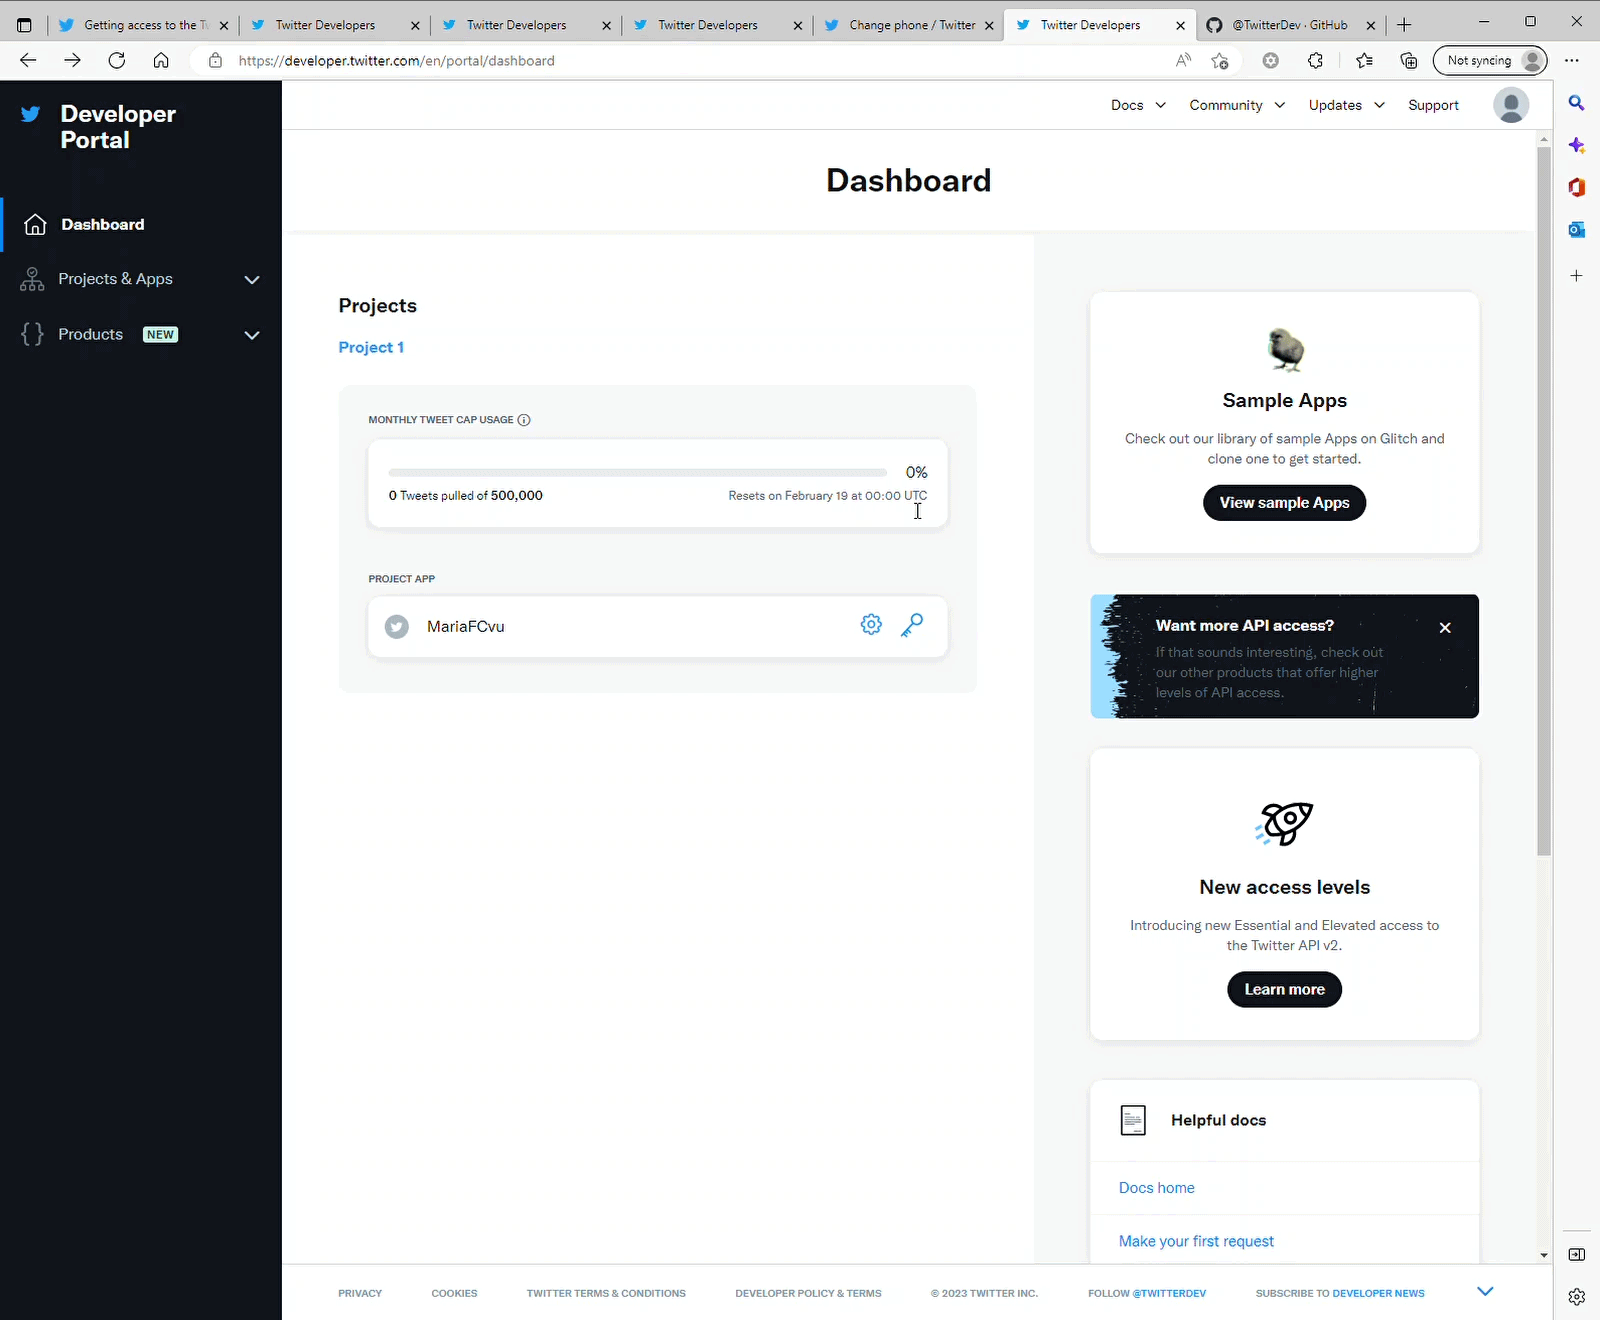 Getting access to the Tw
Twitter Developers
Twitter Developers
Twitter Developers
Change phone / Twitter
Twitter Developers
@TwitterDev · GitHub
https://developer.twitter.com/en/portal/dashboard
Not syncing
Developer
Portal
Docs
Community
Updates
Support
Dashboard
Dashboard
Projects & Apps
Products NEW
Projects
Project 1
MONTHLY TWEET CAP USAGE
0%
0 Tweets pulled of 500,000
Resets on February 19 at 00:00 UTC
PROJECT APP
MariaFCvu
Sample Apps
Check out our library of sample Apps on Glitch and
clone one to get started.
View sample Apps
Want more API access?
If that sounds interesting, check out
our other products that offer higher
levels of API access.
New access levels
Introducing new Essential and Elevated access to
the Twitter API v2.
Learn more
Helpful docs
Docs home
Make your first request
PRIVACY
COOKIES
TWITTER TERMS & CONDITIONS
DEVELOPER POLICY & TERMS
© 2023 TWITTER INC.
FOLLOW @TWITTERDEV
SUBSCRIBE TO DEVELOPER NEWS